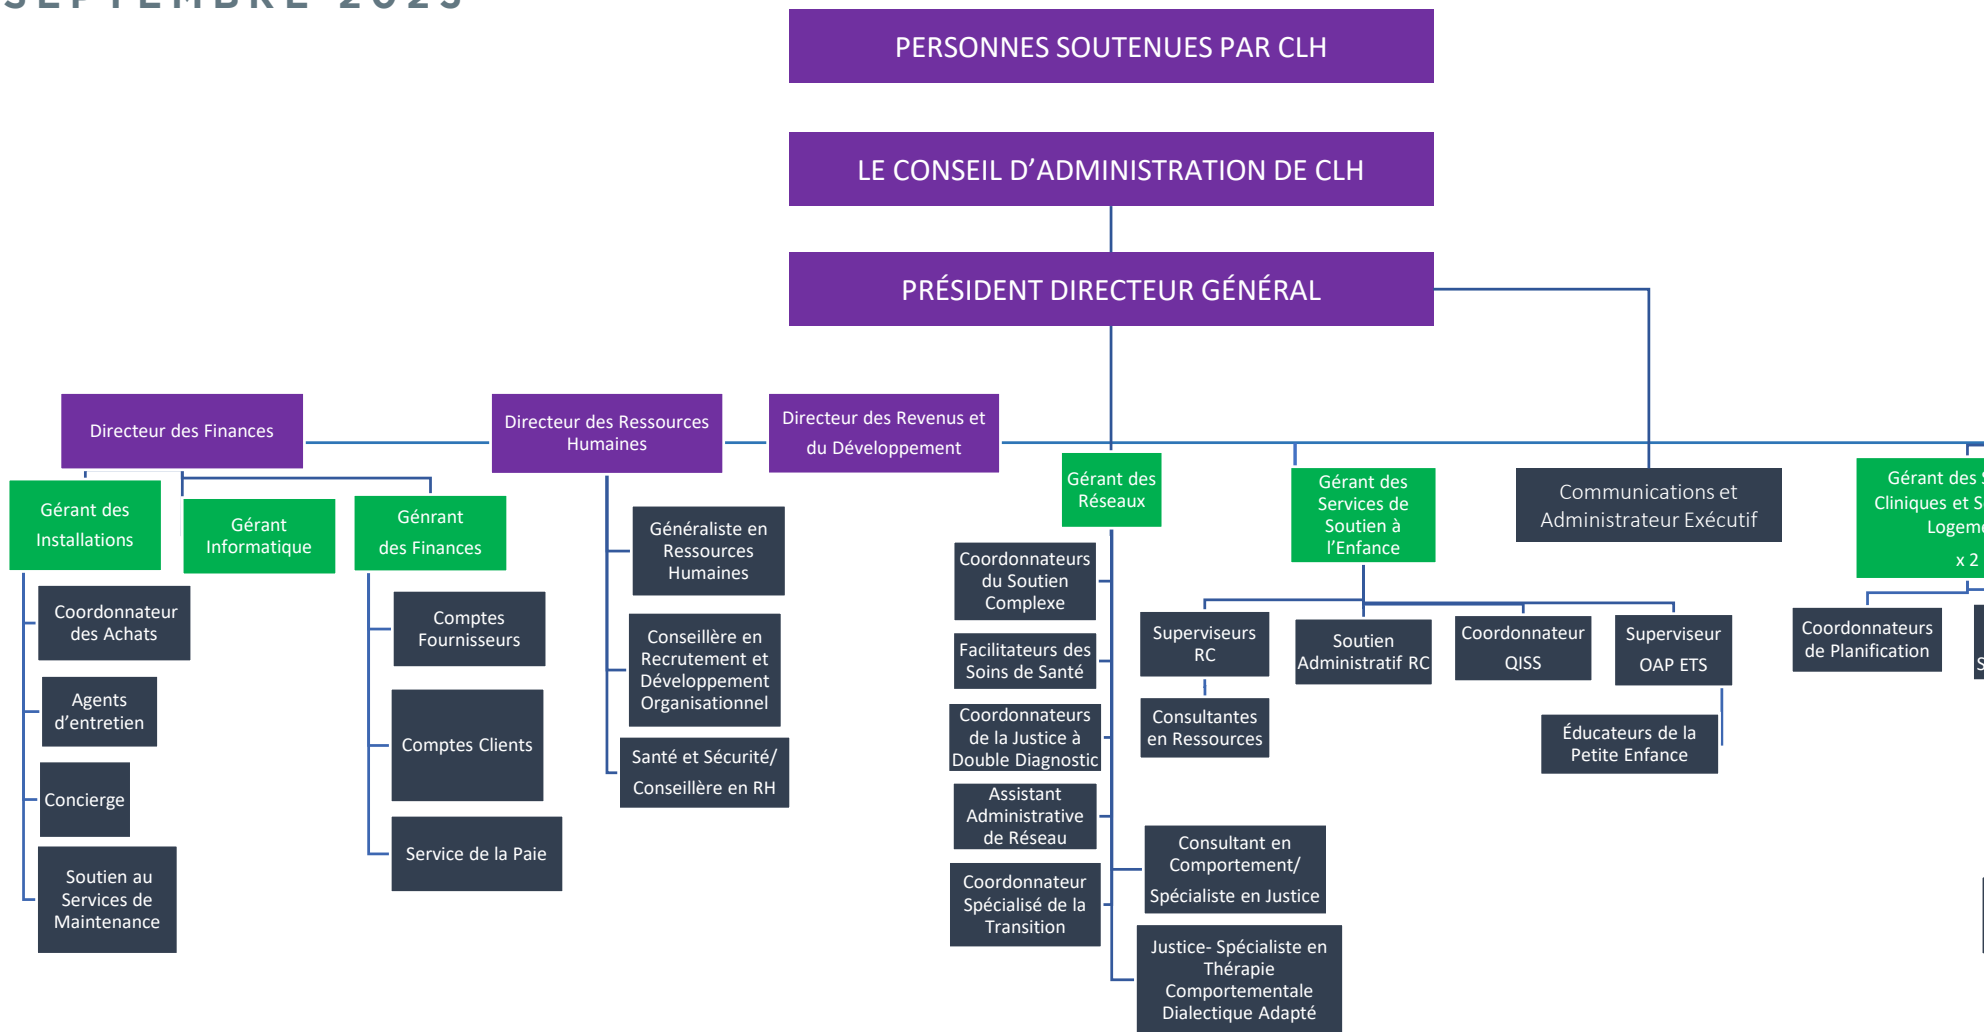 SEPTEMBRE 2023
PERSONNES SOUTENUES PAR CLH
LE CONSEIL D’ADMINISTRATION DE CLH
PRÉSIDENT DIRECTEUR GÉNÉRAL
Directeur des Finances
Directeur des Ressources
Humaines
Directeur des Revenus et
du Développement
Gérant des
Installations
Gérant
Informatique
Génrant
des Finances
Coordonnateur
des Achats
Agents
d’entretien
Concierge
Soutien au
Services de
Maintenance
Comptes
Fournisseurs
Comptes Clients
Service de la Paie
Généraliste en
Ressources
Humaines
Conseillère en
Recrutement et
Développement
Organisationnel
Santé et Sécurité/
Conseillère en RH
Gérant des
Réseaux
Coordonnateurs
du Soutien
Complexe
Facilitateurs des
Soins de Santé
Coordonnateurs
de la Justice à
Double Diagnostic
Assistant
Administrative
de Réseau
Coordonnateur
Spécialisé de la
Transition
Consultant en
Comportement/
Spécialiste en Justice
Justice- Spécialiste en
Thérapie
Comportementale
Dialectique Adapté
Gérant des
Services de
Soutien à
l’Enfance
Superviseurs
RC
Consultantes
en Ressources
Soutien
Administratif RC
Coordonnateur
QISS
Superviseur
OAP ETS
Éducateurs de la
Petite Enfance
Communications et
Administrateur Exécutif
Gérant des
Cliniques et
x 2
Coordonnateurs
de Planification